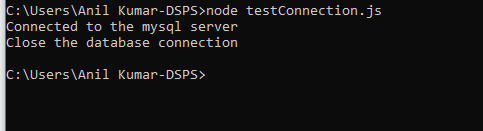 C:\Users\Anil Kumar-DSPS>node testConnection.js
Connected to the mysql server
Close the database connection
C:\Users\Anil Kumar-DSPS>